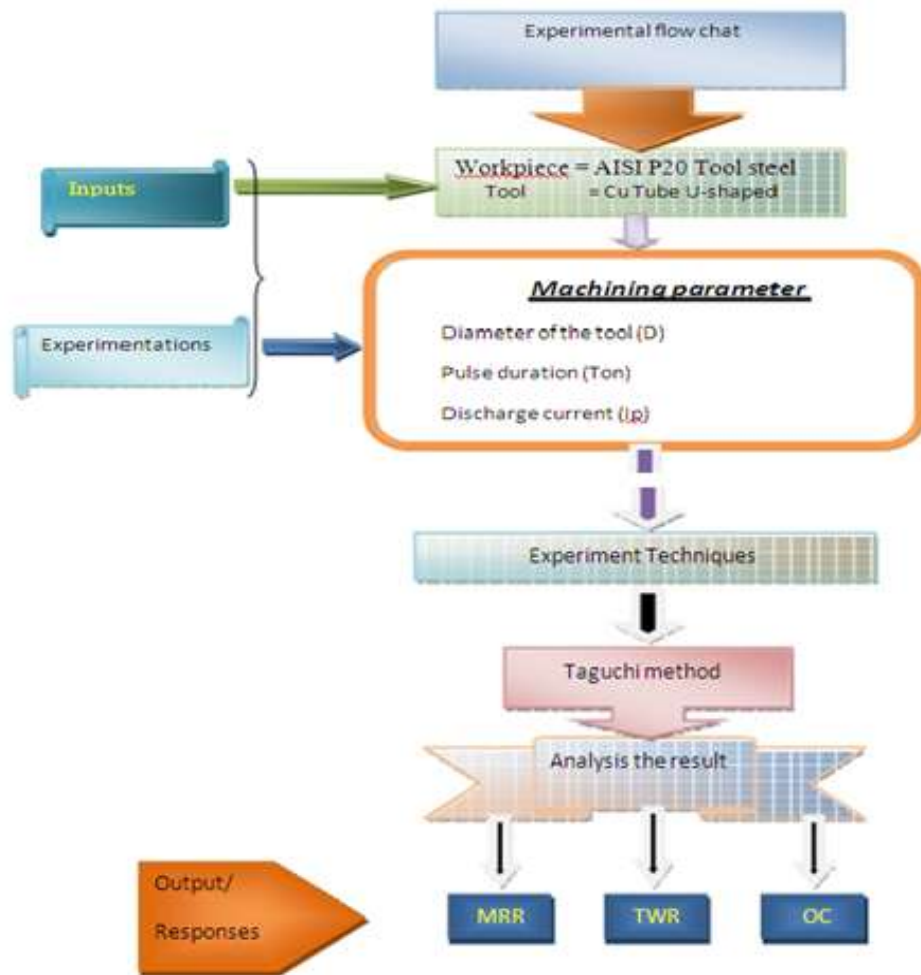 Experimental flow chat
Inputs
Workpiece = AISI P20 Tool steel
Tool = Cu Tube U-shaped
Experimentations
Machining parameter
Diameter of the tool (D)
Pulse duration (Ton)
Discharge current (Ip)
Experiment Techniques
Taguchi method
Analysis the result
Output/
Responses
MRR
TWR
OC